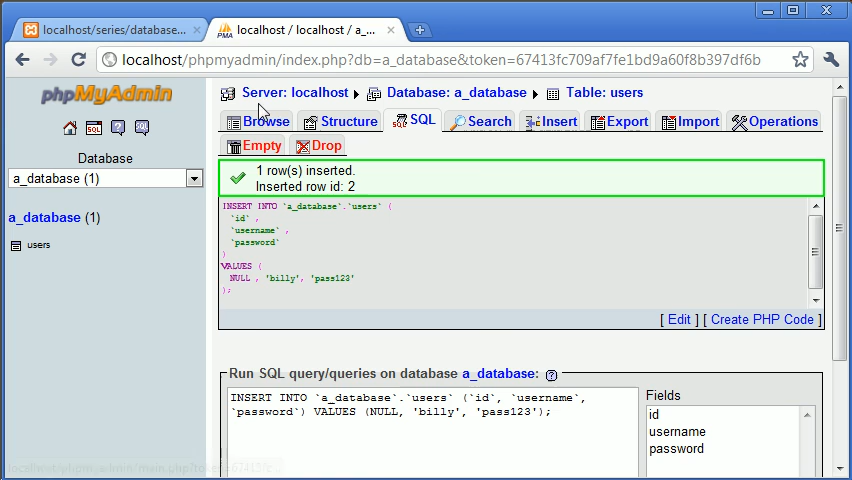 localhost/series/database...
localhost / localhost / a_...
localhost/phpmyadmin/index.php?db=a_database&token=67413fc709af7fe1bd9a60f8b397df6b
phpMyAdmin
Server: localhost
Database: a_database
Table: users
Browse
Structure
SQL
Search
Insert
Export
Import
Operations
Empty
Drop
SQL
Database
a_database (1)
a_database (1)
users
1 row(s) inserted.
Inserted row id: 2
INSERT INTO `a_database`.`users` (
`id` ,
`username` ,
`password`
)
VALUES (
NULL , 'billy', 'pass123'
);
[ Edit ] [ Create PHP Code ]
Run SQL query/queries on database a_database:
INSERT INTO `a_database`.`users` (`id`, `username`,
`password`) VALUES (NULL, 'billy', 'pass123');
Fields
id
username
password